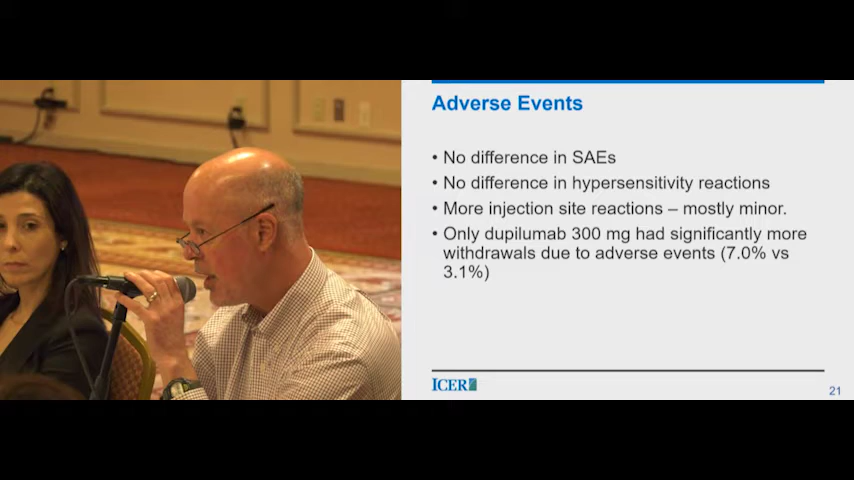 Adverse Events
• No difference in SAEs
• No difference in hypersensitivity reactions
• More injection site reactions – mostly minor.
• Only dupilumab 300 mg had significantly more
withdrawals due to adverse events (7.0% vs
3.1%)
ICER
21